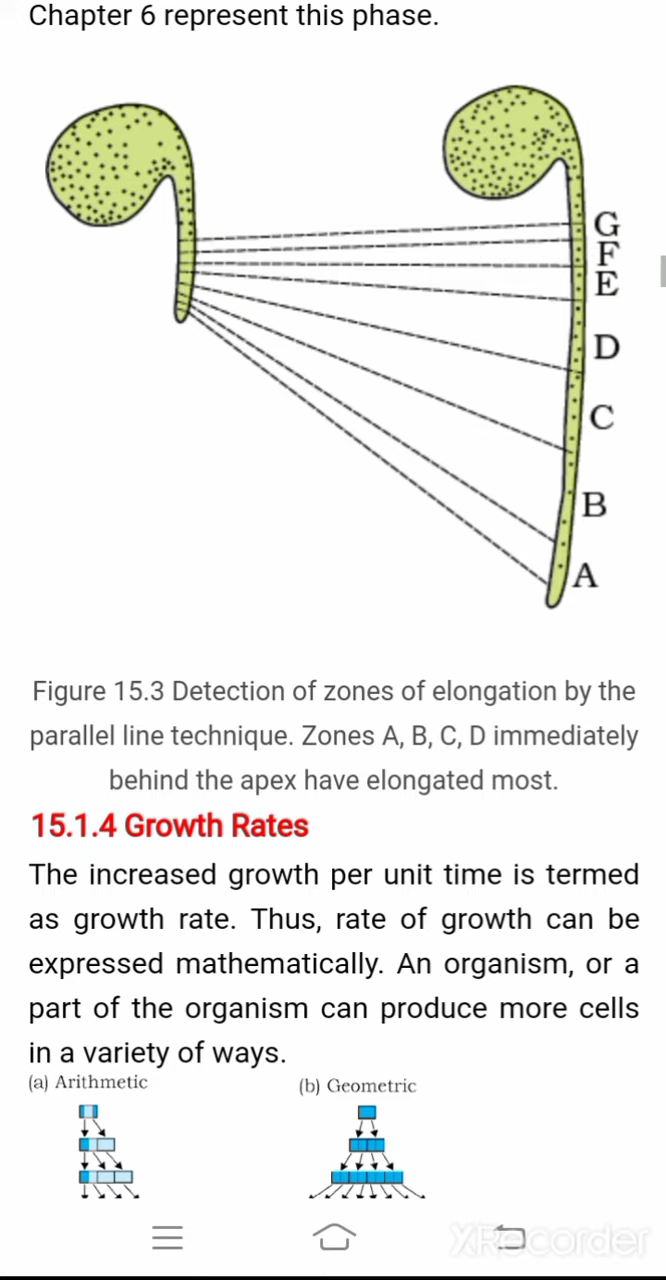 Chapter 6 represent this phase.
G
F
E
D
C
B
A
Figure 15.3 Detection of zones of elongation by the
parallel line technique. Zones A, B, C, D immediately
behind the apex have elongated most.
15.1.4 Growth Rates
The increased growth per unit time is termed
as growth rate. Thus, rate of growth can be
expressed mathematically. An organism, or a
part of the organism can produce more cells
in a variety of ways.
(a) Arithmetic
(b) Geometric
XRecorder